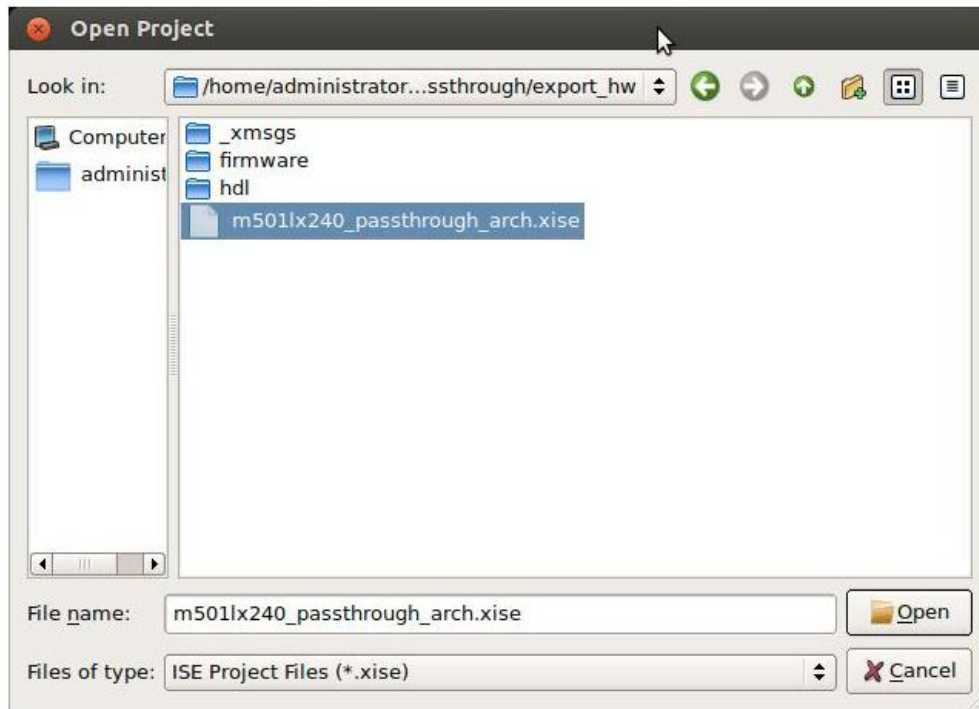 Open Project
Look in:
/home/administrator...ssthrough/export_hw
Computer
administ
_xmsgs
firmware
hdl
m501lx240_passthrough_arch.xise
File name:
m501lx240_passthrough_arch.xise
Open
Files of type:
ISE Project Files (*.xise)
Cancel